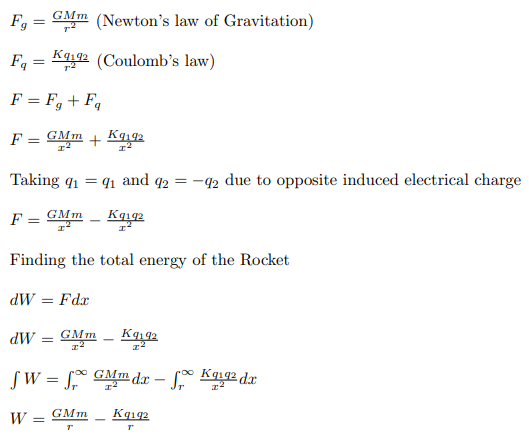 F_g = \frac{GMm}{r^2} (Newton's law of Gravitation)
F_q = \frac{Kq_1q_2}{r^2} (Coulomb's law)
F = F_g + F_q
F = \frac{GMm}{x^2} + \frac{Kq_1q_2}{x^2}
Taking q_1 = q_1 and q_2 = -q_2 due to opposite induced electrical charge
F = \frac{GMm}{x^2} - \frac{Kq_1q_2}{x^2}
Finding the total energy of the Rocket
dW = Fdx
dW = \frac{GMm}{x^2} - \frac{Kq_1q_2}{x^2}
\int W = \int_r^\infty \frac{GMm}{x^2}dx - \int_r^\infty \frac{Kq_1q_2}{x^2}dx
W = \frac{GMm}{r} - \frac{Kq_1q_2}{r}